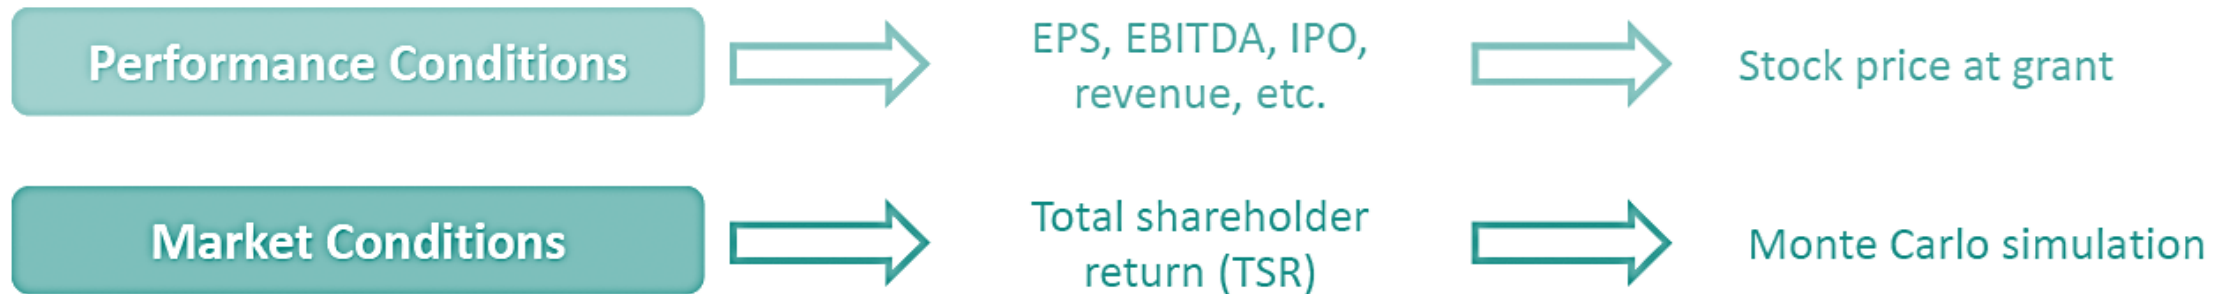 Performance Conditions
EPS, EBITDA, IPO,
revenue, etc.
Stock price at grant
Market Conditions
Total shareholder
return (TSR)
Monte Carlo simulation